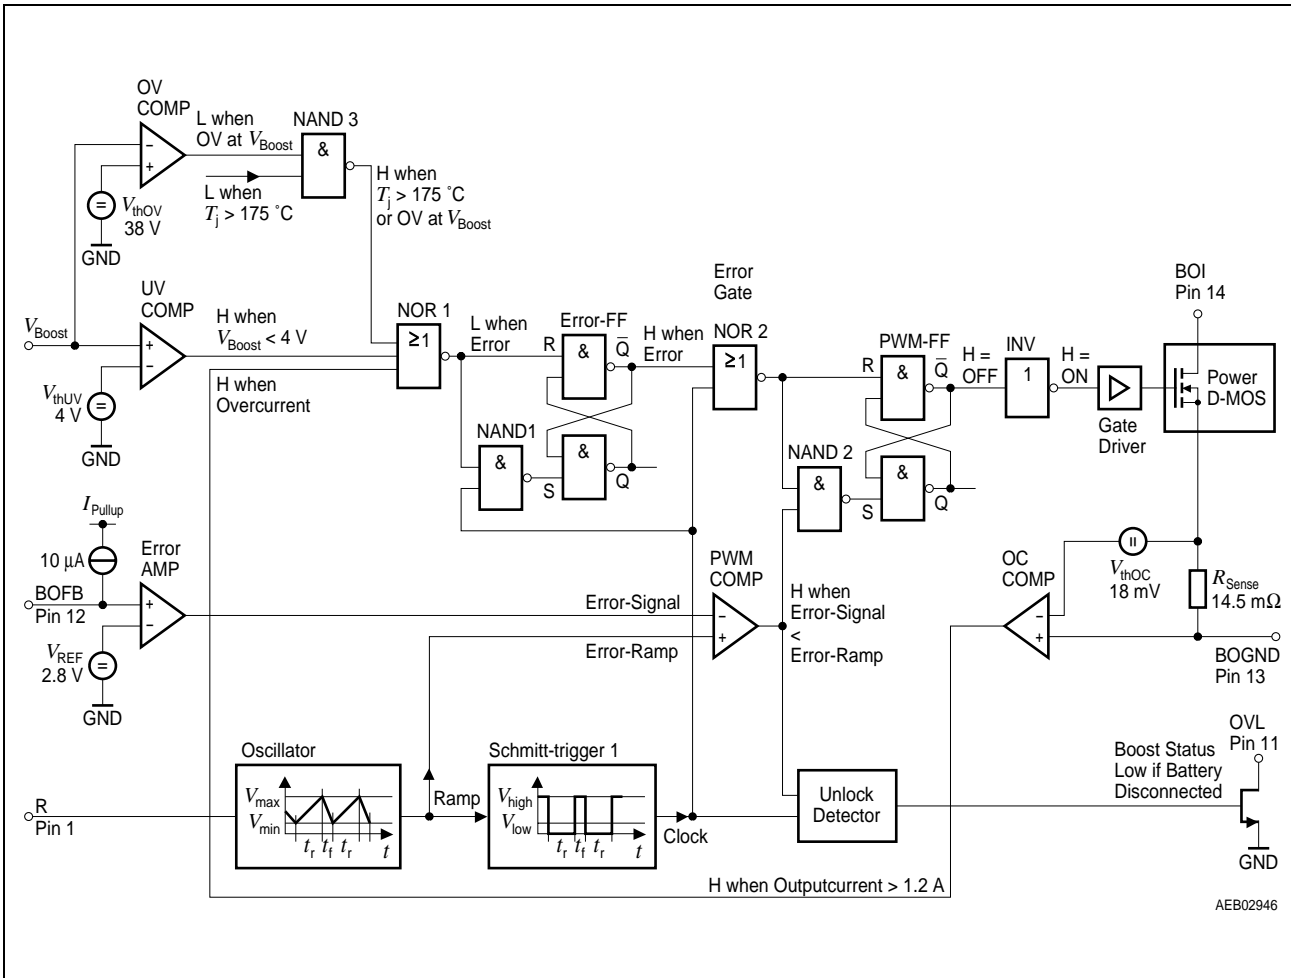 OV
COMP
L when
OV at VBoost
NAND 3
&
−
+
L when
Tj > 175 ˚C
H when
Tj > 175 ˚C
or OV at VBoost
=
VthOV
38 V
GND
UV
COMP
H when
VBoost < 4 V
VBoost
+
−
NOR 1
≥1
L when
Error
Error-FF
R
&
Q
H when
Error
Error
Gate
NOR 2
≥1
PWM-FF
R
&
Q
H =
OFF
INV
1
H =
ON
Gate
Driver
BOI
Pin 14
Power
D-MOS
VthUV
4 V
=
GND
H when
Overcurrent
NAND1
&
S
&
Q
NAND 2
&
S
&
Q
IPullup
10 µA
Error
AMP
BOFB
Pin 12
+
−
VREF
2.8 V
=
GND
Error-Signal
Error-Ramp
PWM
COMP
−
+
H when
Error-Signal
<
Error-Ramp
OC
COMP
−
+
=
VthOC
18 mV
RSense
14.5 mΩ
BOGND
Pin 13
Oscillator
Vmax
Vmin
tr tf tr t
R
Pin 1
Ramp
Schmitt-trigger 1
Vhigh
Vlow
tr tf tr t
Clock
Unlock
Detector
Boost Status
Low if Battery
Disconnected
OVL
Pin 11
GND
H when Outputcurrent > 1.2 A
AEB02946